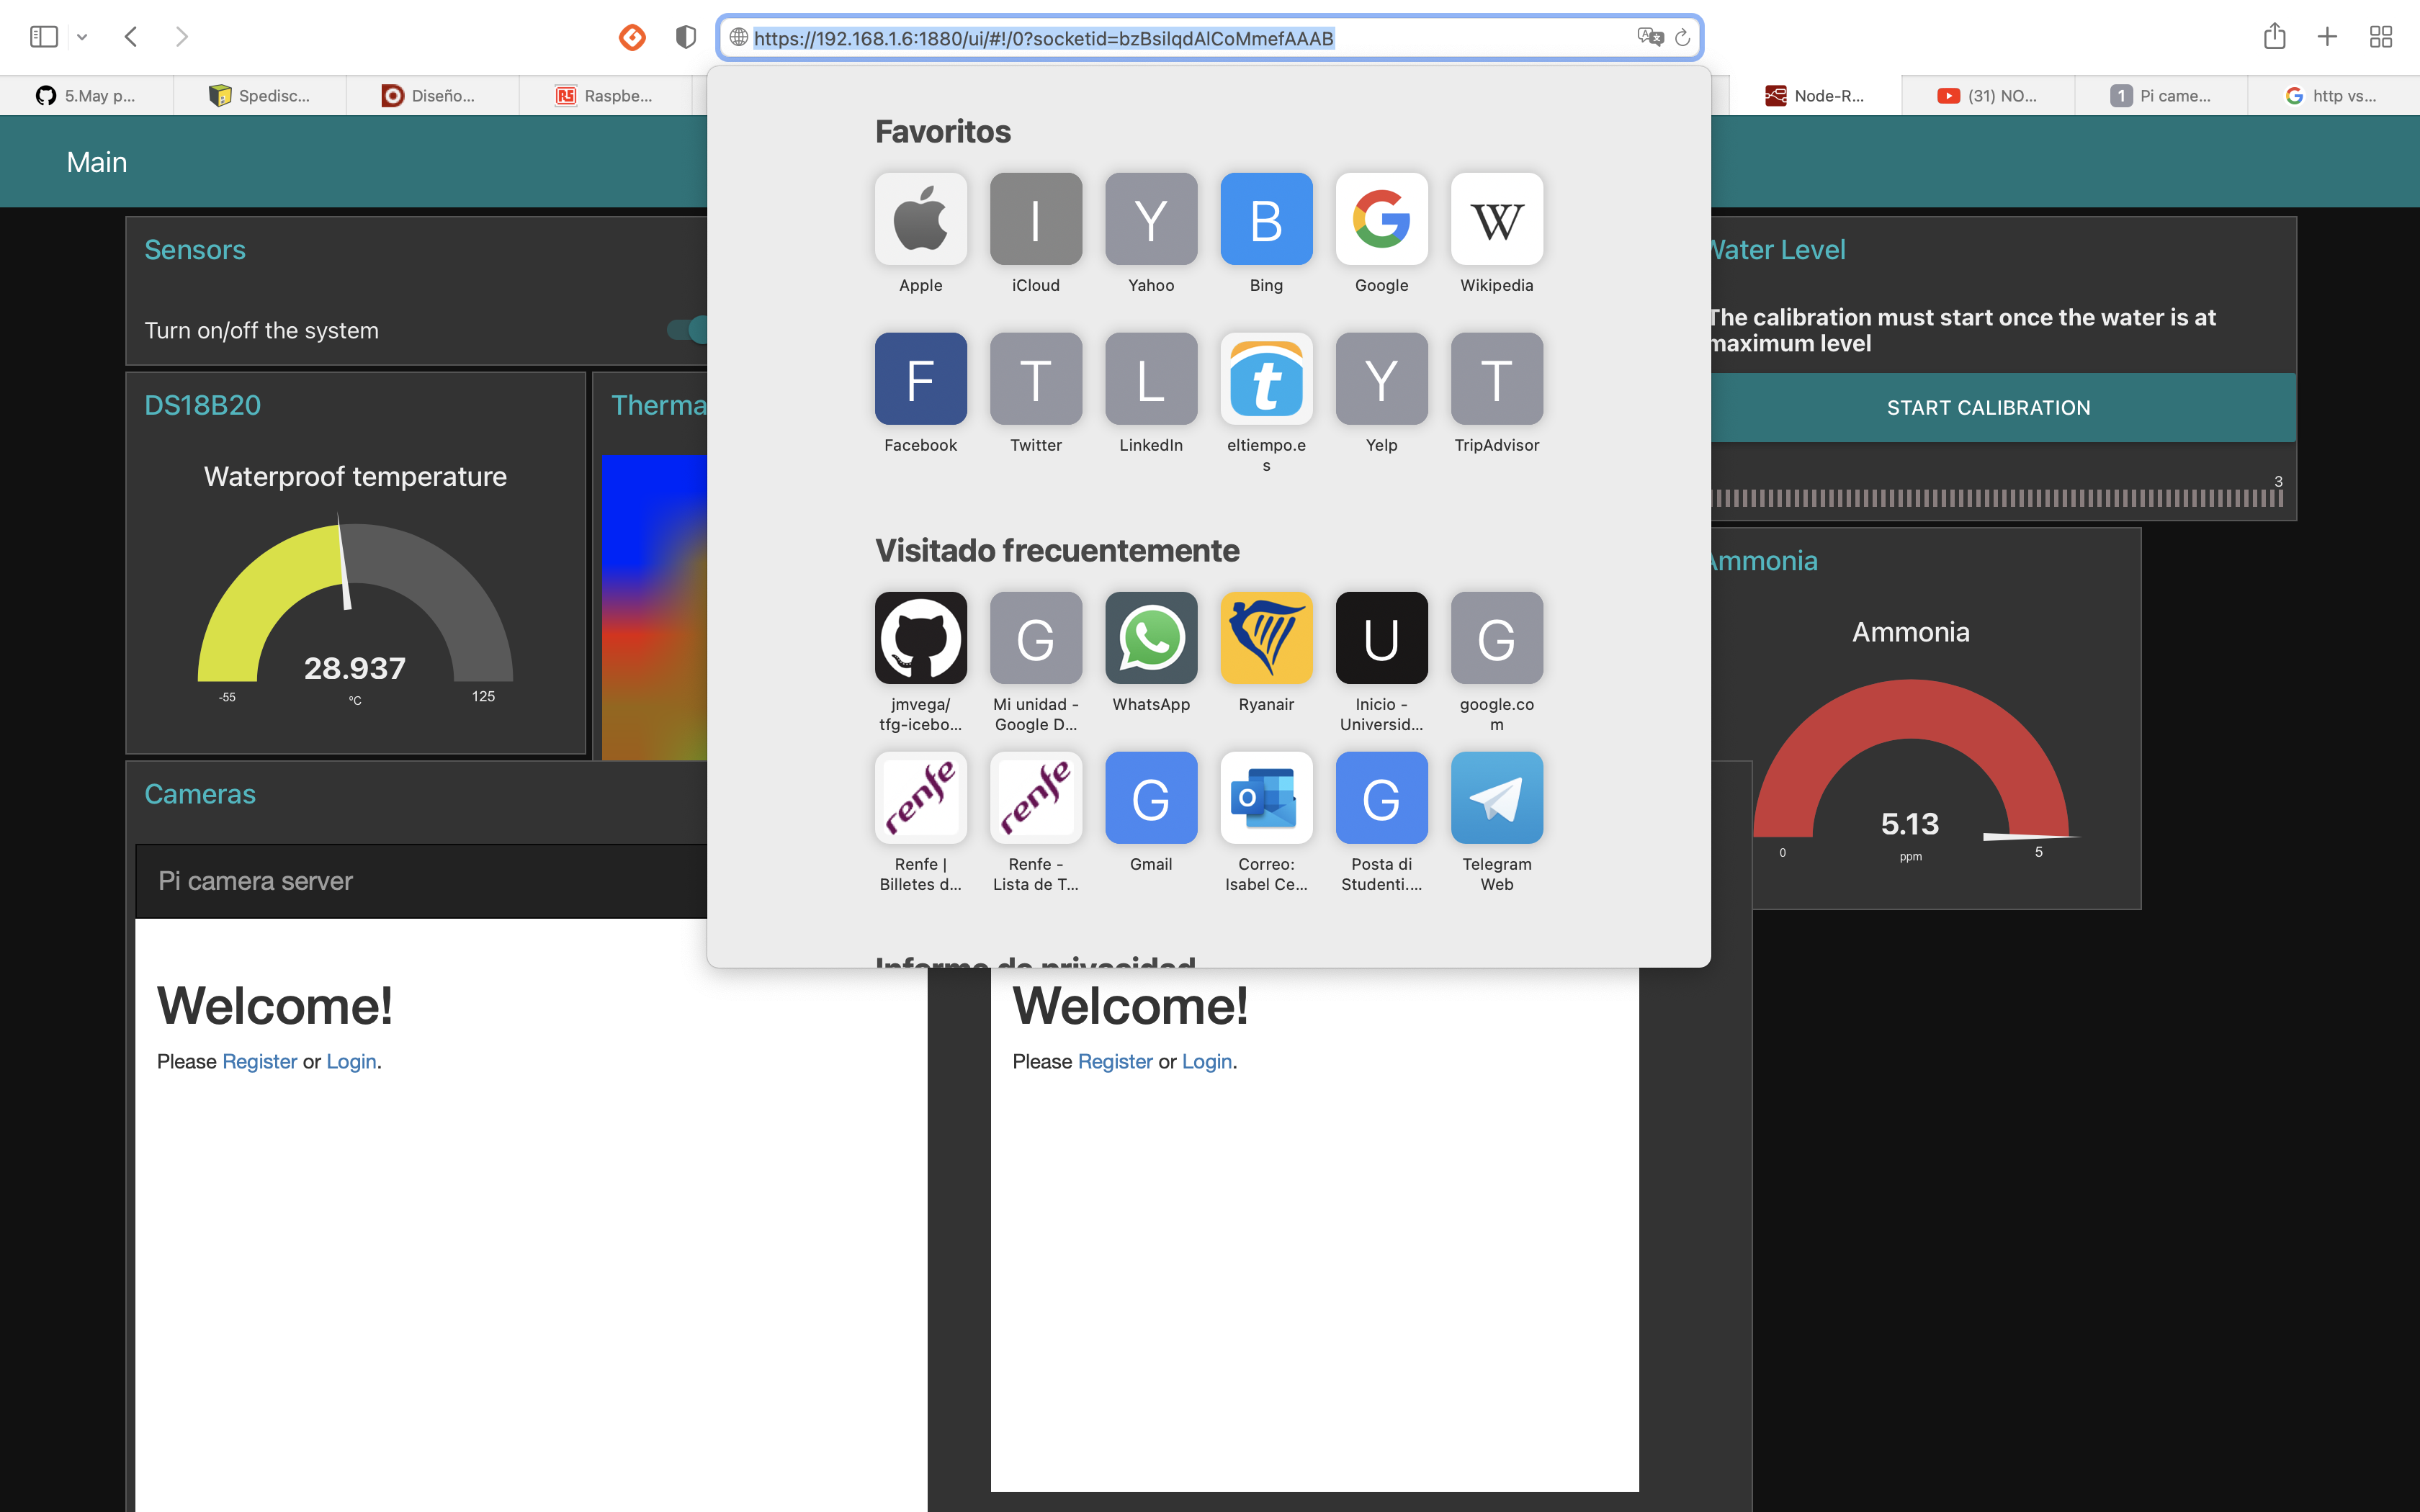 https://192.168.1.6:1880/ui/#!/0?socketid=bzBsilqdAlCoMmefAAAB
5.May p...
Spedisc...
Diseño...
Raspbe...
Node-R...
(31) NO...
1 Pi came...
http vs...
Main
Sensors
Turn on/off the system
DS18B20
Waterproof temperature
28.937
-55
ºC
125
Therma
Cameras
Pi camera server
Welcome!
Please Register or Login.
Favoritos
I Y B W
Apple iCloud Yahoo Bing Google Wikipedia
F T L t Y T
Facebook Twitter LinkedIn eltiempo.e
s
Yelp TripAdvisor
Visitado frecuentemente
G U G
jmvega/
tfg-icebo...
Mi unidad -
Google D...
WhatsApp
Ryanair
Inicio -
Universid...
google.co
m
renfe renfe G O G
Renfe |
Billetes d...
Renfe -
Lista de T...
Gmail
Correo:
Isabel Ce...
Posta di
Studenti....
Telegram
Web
Informe de privacidad
Welcome!
Please Register or Login.
Water Level
The calibration must start once the water is at
maximum level
START CALIBRATION
3
Ammonia
Ammonia
5.13
0
ppm
5